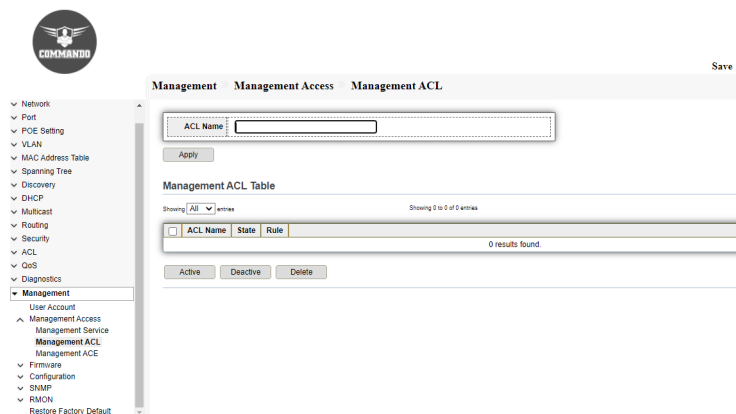 COMMANDO
Save
Management » Management Access » Management ACL
Network
Port
POE Setting
VLAN
MAC Address Table
Spanning Tree
Discovery
DHCP
Multicast
Routing
Security
ACL
QoS
Diagnostics
Management
User Account
Management Access
Management Service
Management ACL
Management ACE
Firmware
Configuration
SNMP
RMON
Restore Factory Default
ACL Name
Apply
Management ACL Table
Showing All entries
Showing 0 to 0 of 0 entries
ACL Name State Rule
0 results found.
Active Deactive Delete